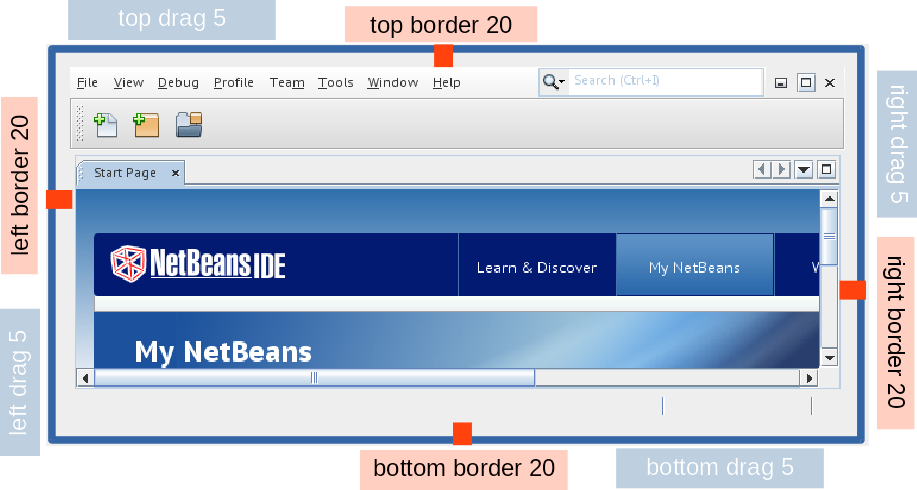 top drag 5
top border 20
File View Debug Profile Team Tools Window Help
Search (Ctrl+I)
Start Page
left border 20
right drag 5
NetBeans IDE
Learn & Discover
My NetBeans
My NetBeans
right border 20
left drag 5
bottom border 20
bottom drag 5